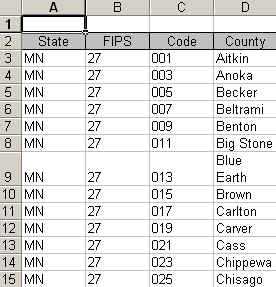 A B C D
1
2 State FIPS Code County
3 MN 27 001 Aitkin
4 MN 27 003 Anoka
5 MN 27 005 Becker
6 MN 27 007 Beltrami
7 MN 27 009 Benton
8 MN 27 011 Big Stone
Blue
9 MN 27 013 Earth
10 MN 27 015 Brown
11 MN 27 017 Carlton
12 MN 27 019 Carver
13 MN 27 021 Cass
14 MN 27 023 Chippewa
15 MN 27 025 Chisago